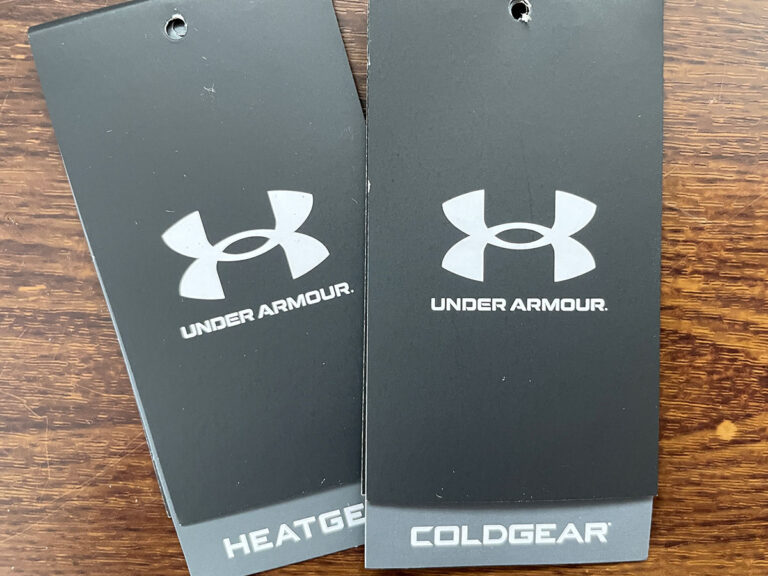 UNDER ARMOUR.
HEATGE
UNDER ARMOUR.
COLDGEAR